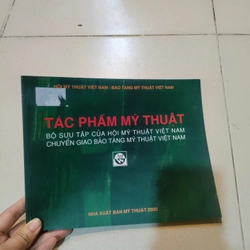 HỘI MỸ THUẬT VIỆT NAM - BẢO TÀNG MỸ THUẬT VIỆT NAM
TÁC PHẨM MỸ THUẬT
BỘ SƯU TẬP CỦA HỘI MỸ THUẬT VIỆT NAM
CHUYỂN GIAO BẢO TÀNG MỸ THUẬT VIỆT NAM
NHÀ XUẤT BẢN MỸ THUẬT 2003